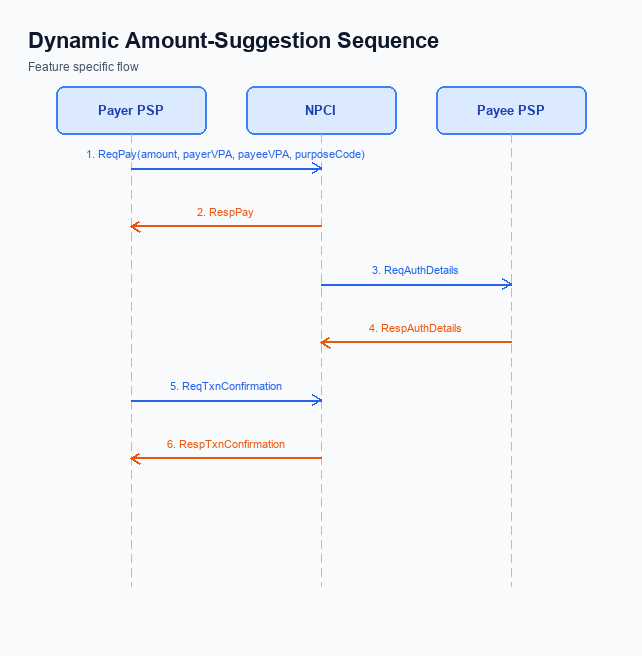 Dynamic Amount-Suggestion Sequence
Feature specific flow
Payer PSP
NPCI
Payee PSP
1. ReqPay(amount, payerVPA, payeeVPA, purposeCode)
2. RespPay
3. ReqAuthDetails
4. RespAuthDetails
5. ReqTxnConfirmation
6. RespTxnConfirmation